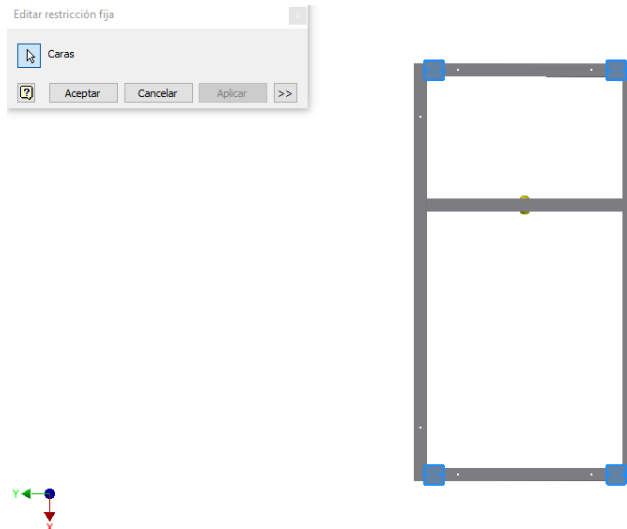 Editar restricción fija
Caras
Aceptar Cancelar Aplicar >>
Y
X